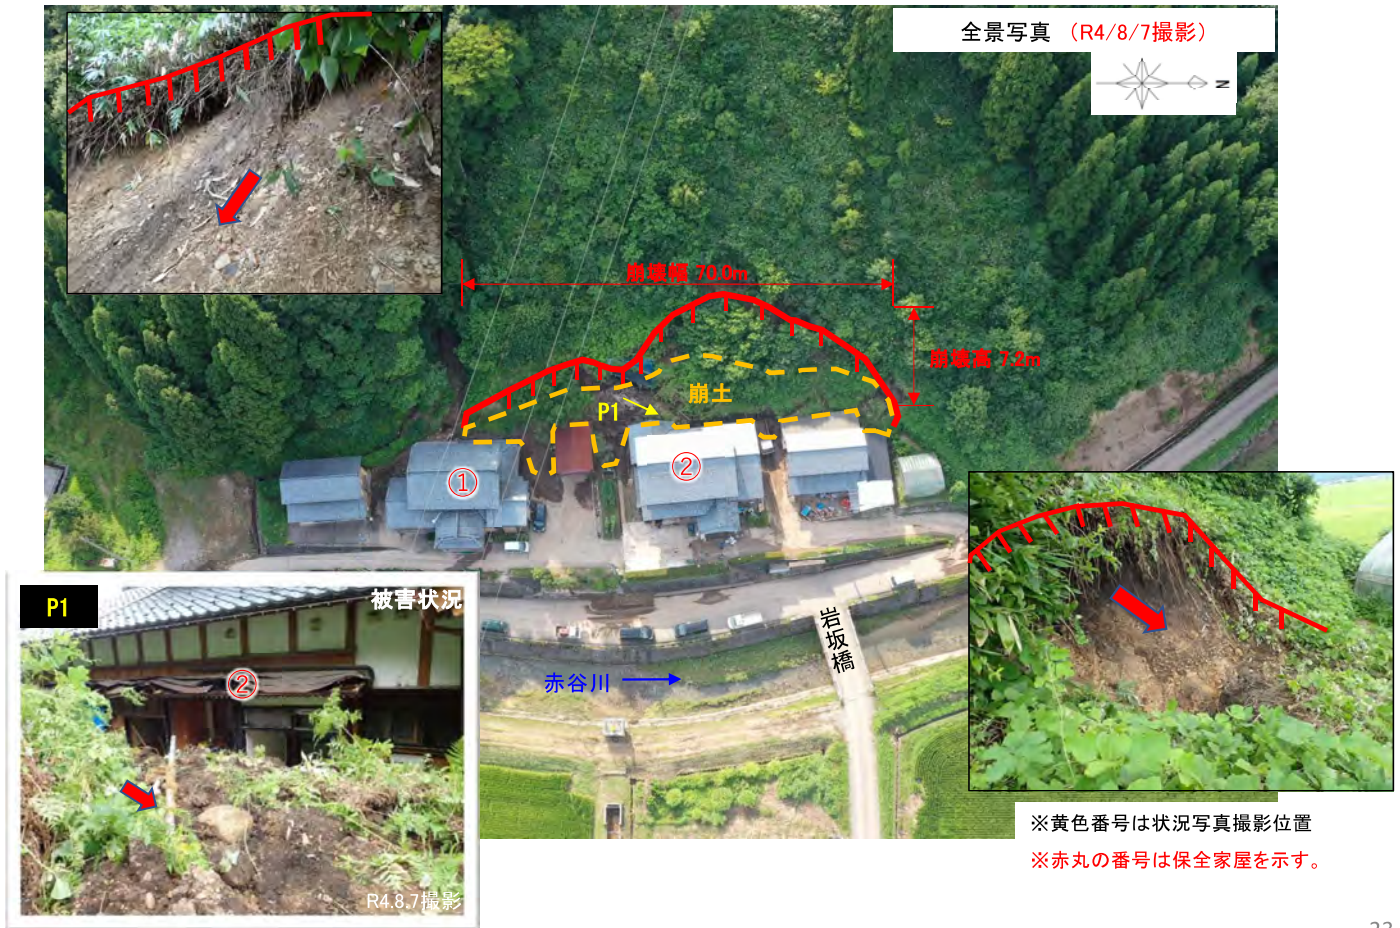 全景写真 (R4/8/7撮影)
N
崩壊幅 70.0m
崩壊高 7.2m
崩土
P1
①
②
P1
被害状況
②
R4.8.7撮影
岩坂橋
赤谷川
※黄色番号は状況写真撮影位置
※赤丸の番号は保全家屋を示す。